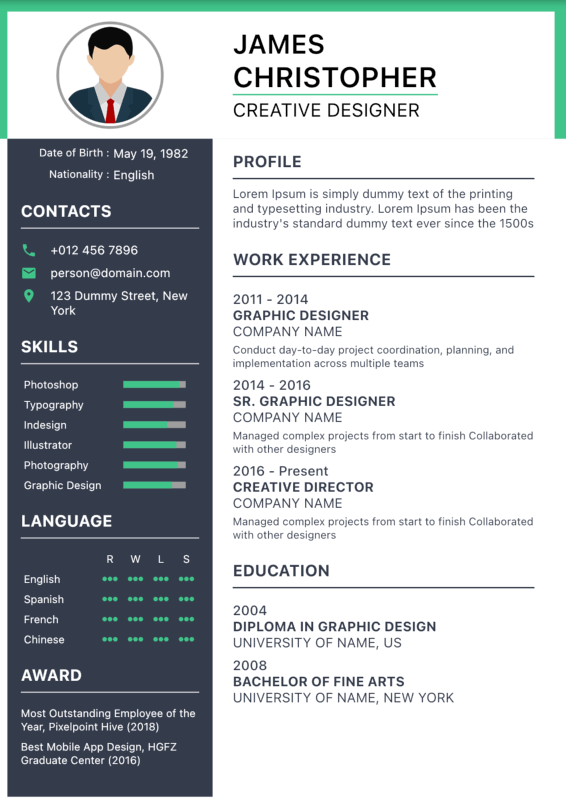 JAMES
CHRISTOPHER
CREATIVE DESIGNER
Date of Birth : May 19, 1982
Nationality : English
CONTACTS
+012 456 7896
person@domain.com
123 Dummy Street, New
York
SKILLS
Photoshop
Typography
Indesign
Illustrator
Photography
Graphic Design
LANGUAGE
R W L S
English
Spanish
French
Chinese
AWARD
Most Outstanding Employee of the
Year, Pixelpoint Hive (2018)
Best Mobile App Design, HGFZ
Graduate Center (2016)
PROFILE
Lorem Ipsum is simply dummy text of the printing
and typesetting industry. Lorem Ipsum has been the
industry's standard dummy text ever since the 1500s
WORK EXPERIENCE
2011 - 2014
GRAPHIC DESIGNER
COMPANY NAME
Conduct day-to-day project coordination, planning, and
implementation across multiple teams
2014 - 2016
SR. GRAPHIC DESIGNER
COMPANY NAME
Managed complex projects from start to finish Collaborated
with other designers
2016 - Present
CREATIVE DIRECTOR
COMPANY NAME
Managed complex projects from start to finish Collaborated
with other designers
EDUCATION
2004
DIPLOMA IN GRAPHIC DESIGN
UNIVERSITY OF NAME, US
2008
BACHELOR OF FINE ARTS
UNIVERSITY OF NAME, NEW YORK